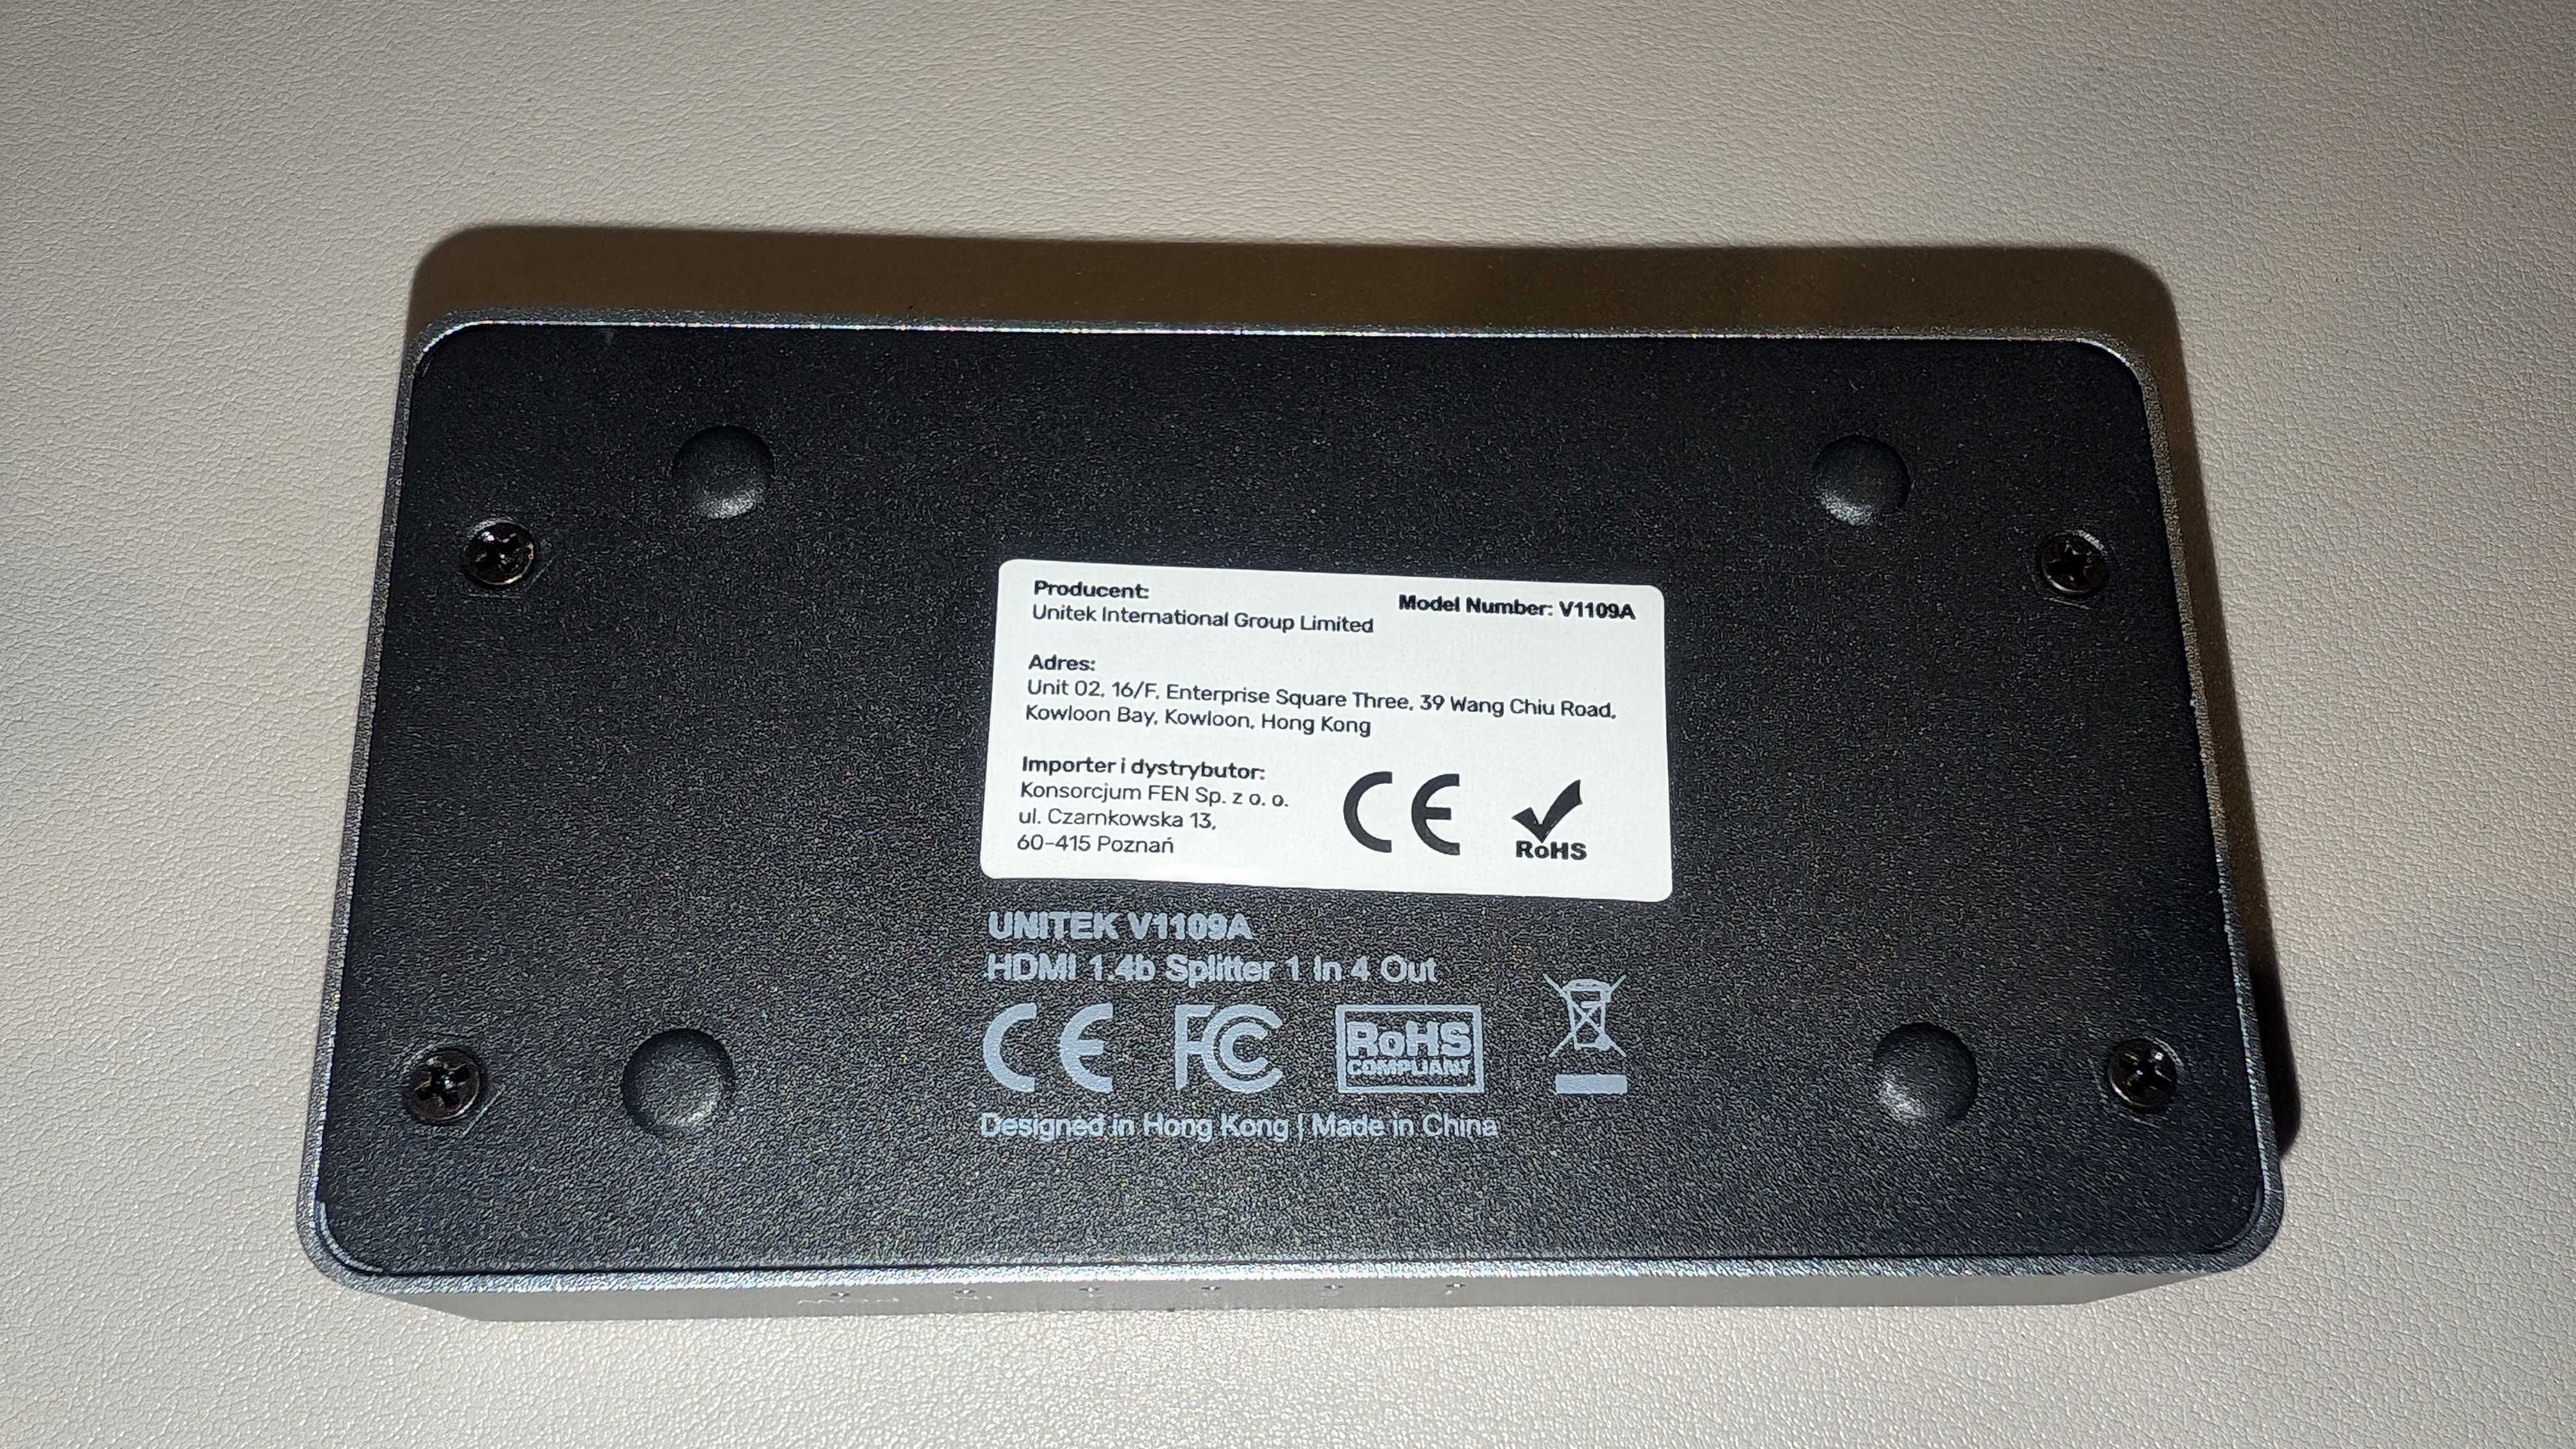 Producent:
Unitek International Group Limited
Model Number: V1109A
Adres:
Unit 02, 16/F, Enterprise Square Three, 39 Wang Chiu Road,
Kowloon Bay, Kowloon, Hong Kong
Importer i dystrybutor:
Konsorcjum FEN Sp. z o. o.
ul. Czarnkowska 13,
60-415 Poznań
CE
RoHS
UNITEK V1109A
HDMI 1.4b Splitter 1 In 4 Out
CE FC RoHS
COMPLIANT
Designed in Hong Kong | Made in China